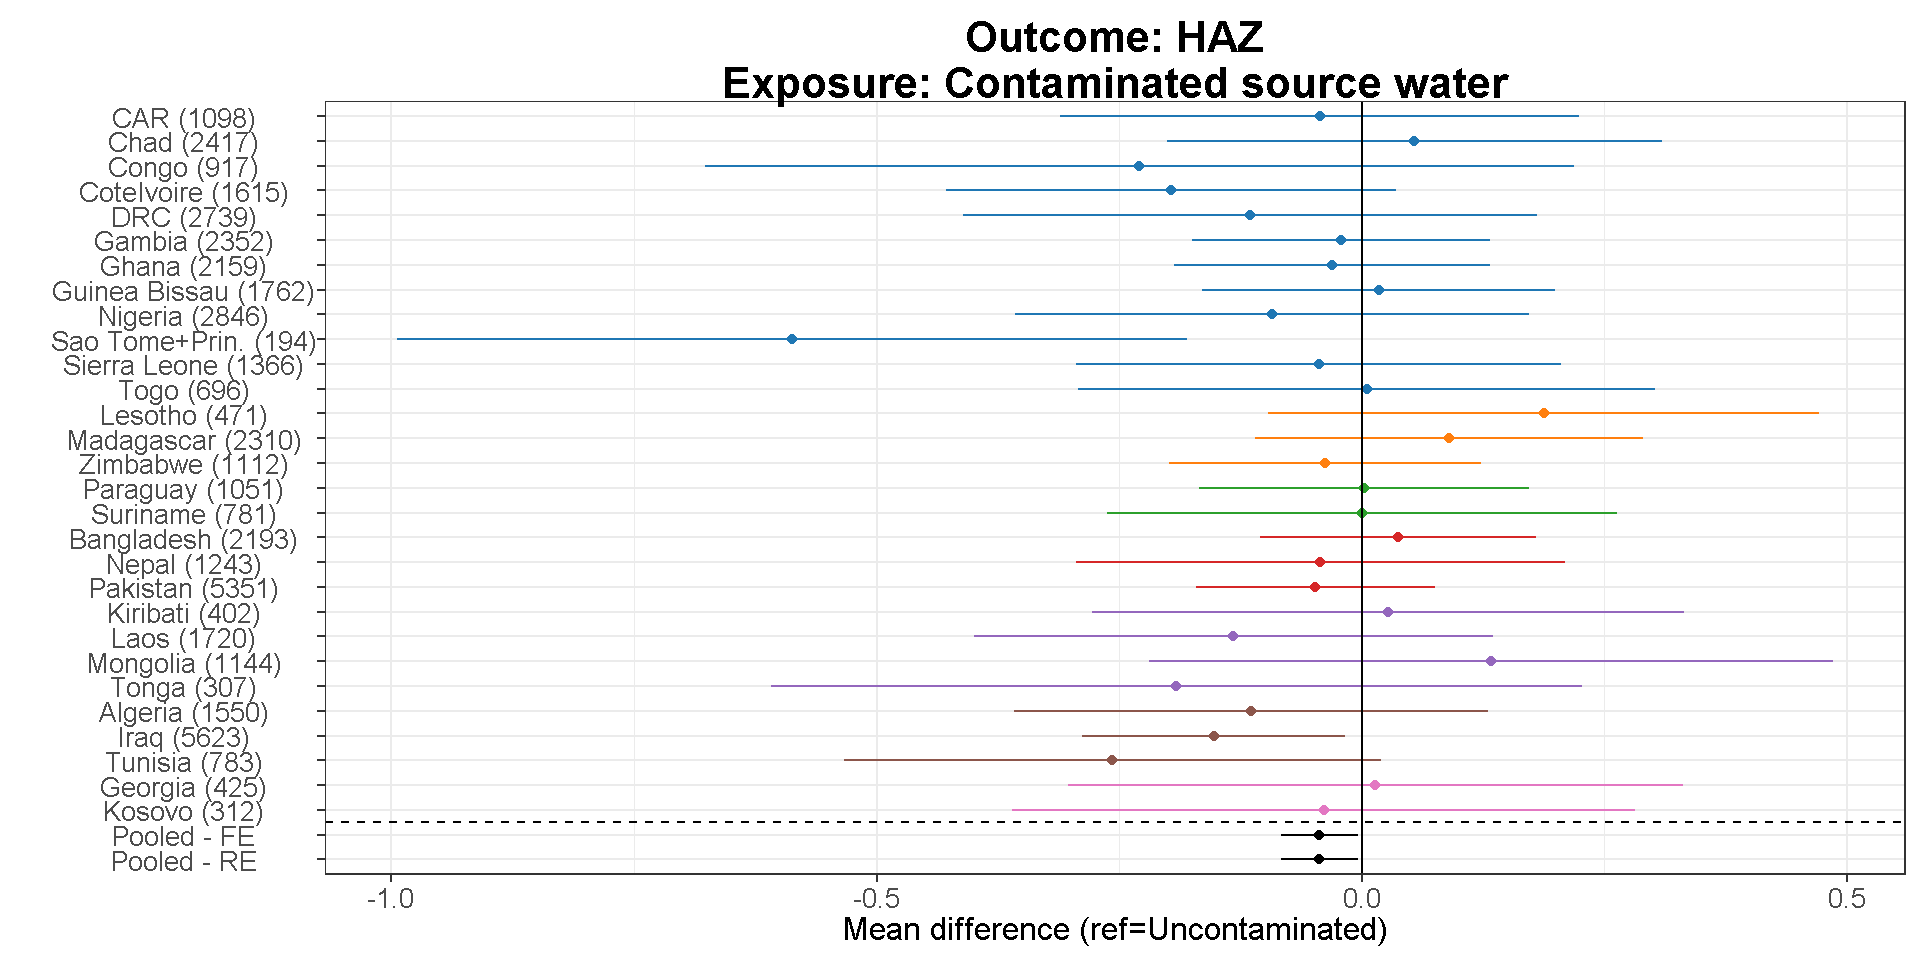 Outcome: HAZ
Exposure: Contaminated source water
CAR (1098)
Chad (2417)
Congo (917)
CoteIvoire (1615)
DRC (2739)
Gambia (2352)
Ghana (2159)
Guinea Bissau (1762)
Nigeria (2846)
Sao Tome+Prin. (194)
Sierra Leone (1366)
Togo (696)
Lesotho (471)
Madagascar (2310)
Zimbabwe (1112)
Paraguay (1051)
Suriname (781)
Bangladesh (2193)
Nepal (1243)
Pakistan (5351)
Kiribati (402)
Laos (1720)
Mongolia (1144)
Tonga (307)
Algeria (1550)
Iraq (5623)
Tunisia (783)
Georgia (425)
Kosovo (312)
Pooled - FE
Pooled - RE
-1.0 -0.5 0.0 0.5
Mean difference (ref=Uncontaminated)